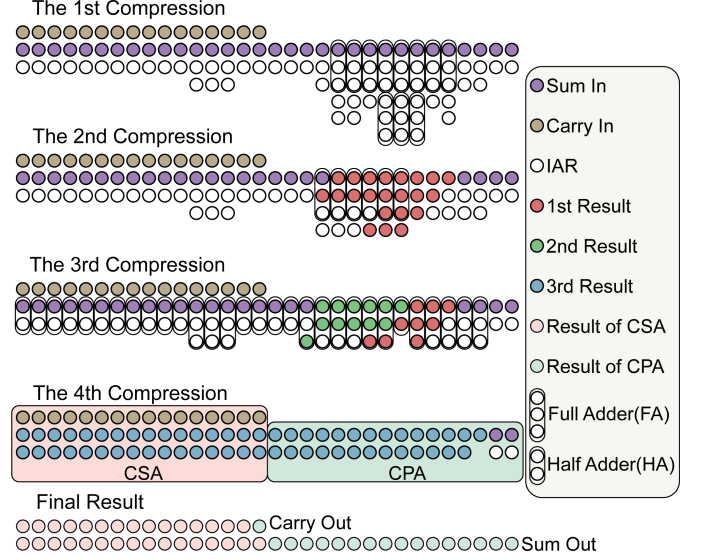 The 1st Compression
The 2nd Compression
The 3rd Compression
The 4th Compression
CSA
CPA
Final Result
Carry Out
Sum Out
Sum In
Carry In
IAR
1st Result
2nd Result
3rd Result
Result of CSA
Result of CPA
Full Adder(FA)
Half Adder(HA)